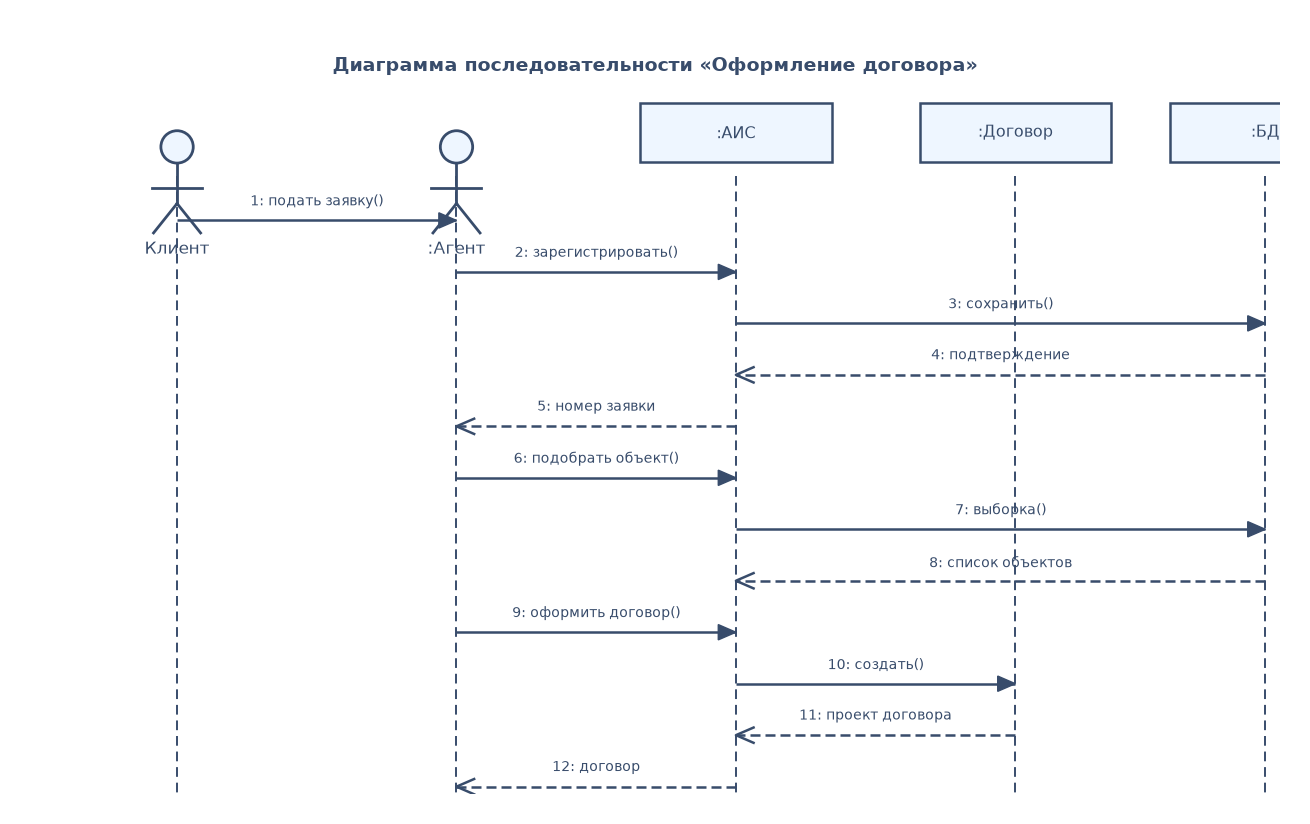 Диаграмма последовательности «Оформление договора»
:АИС
:Договор
:БД
1: подать заявку()
Клиент
:Агент
2: зарегистрировать()
3: сохранить()
4: подтверждение
5: номер заявки
6: подобрать объект()
7: выборка()
8: список объектов
9: оформить договор()
10: создать()
11: проект договора
12: договор